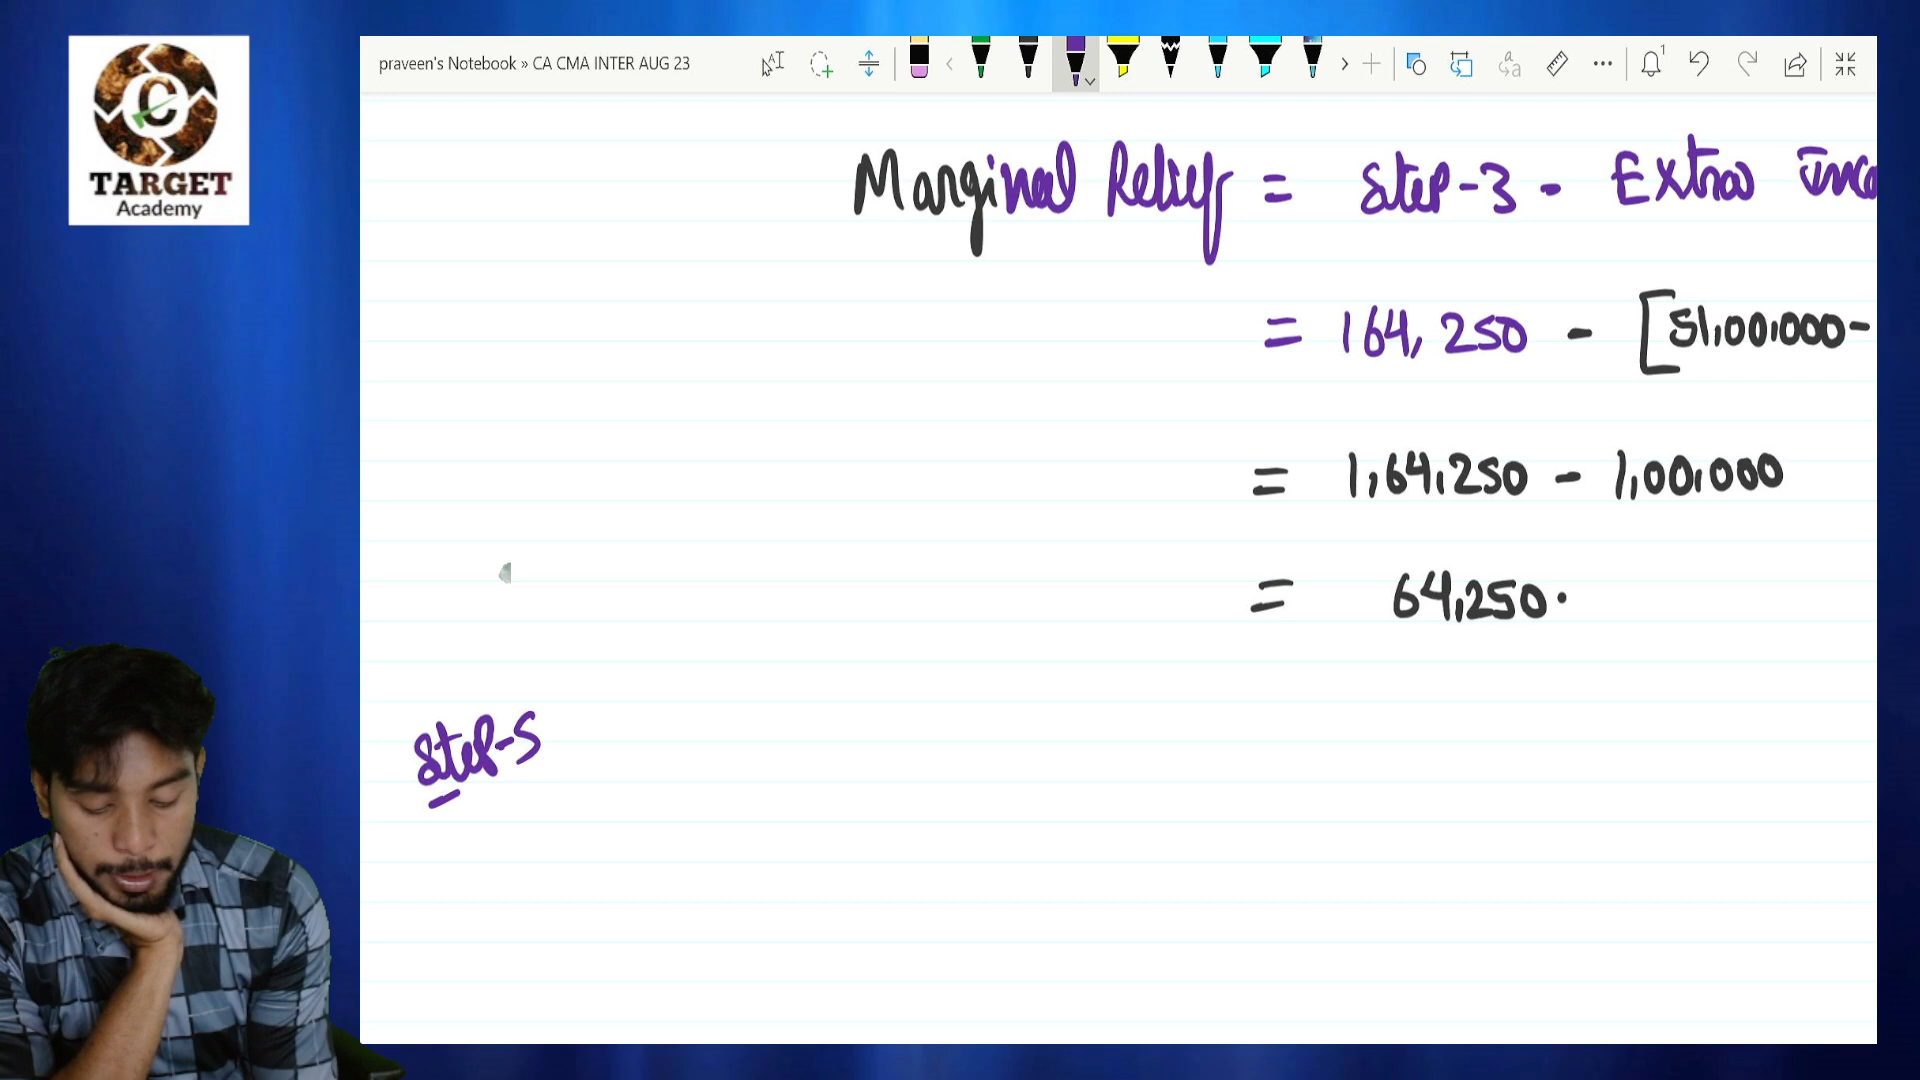 TARGET
Academy
praveen's Notebook » CA CMA INTER AUG 23
Marginal Relief = Step-3 - Extra Inco
= 164,250 - [51,00,000-
= 1,64,250 - 1,00,000
= 64,250.
Step-5